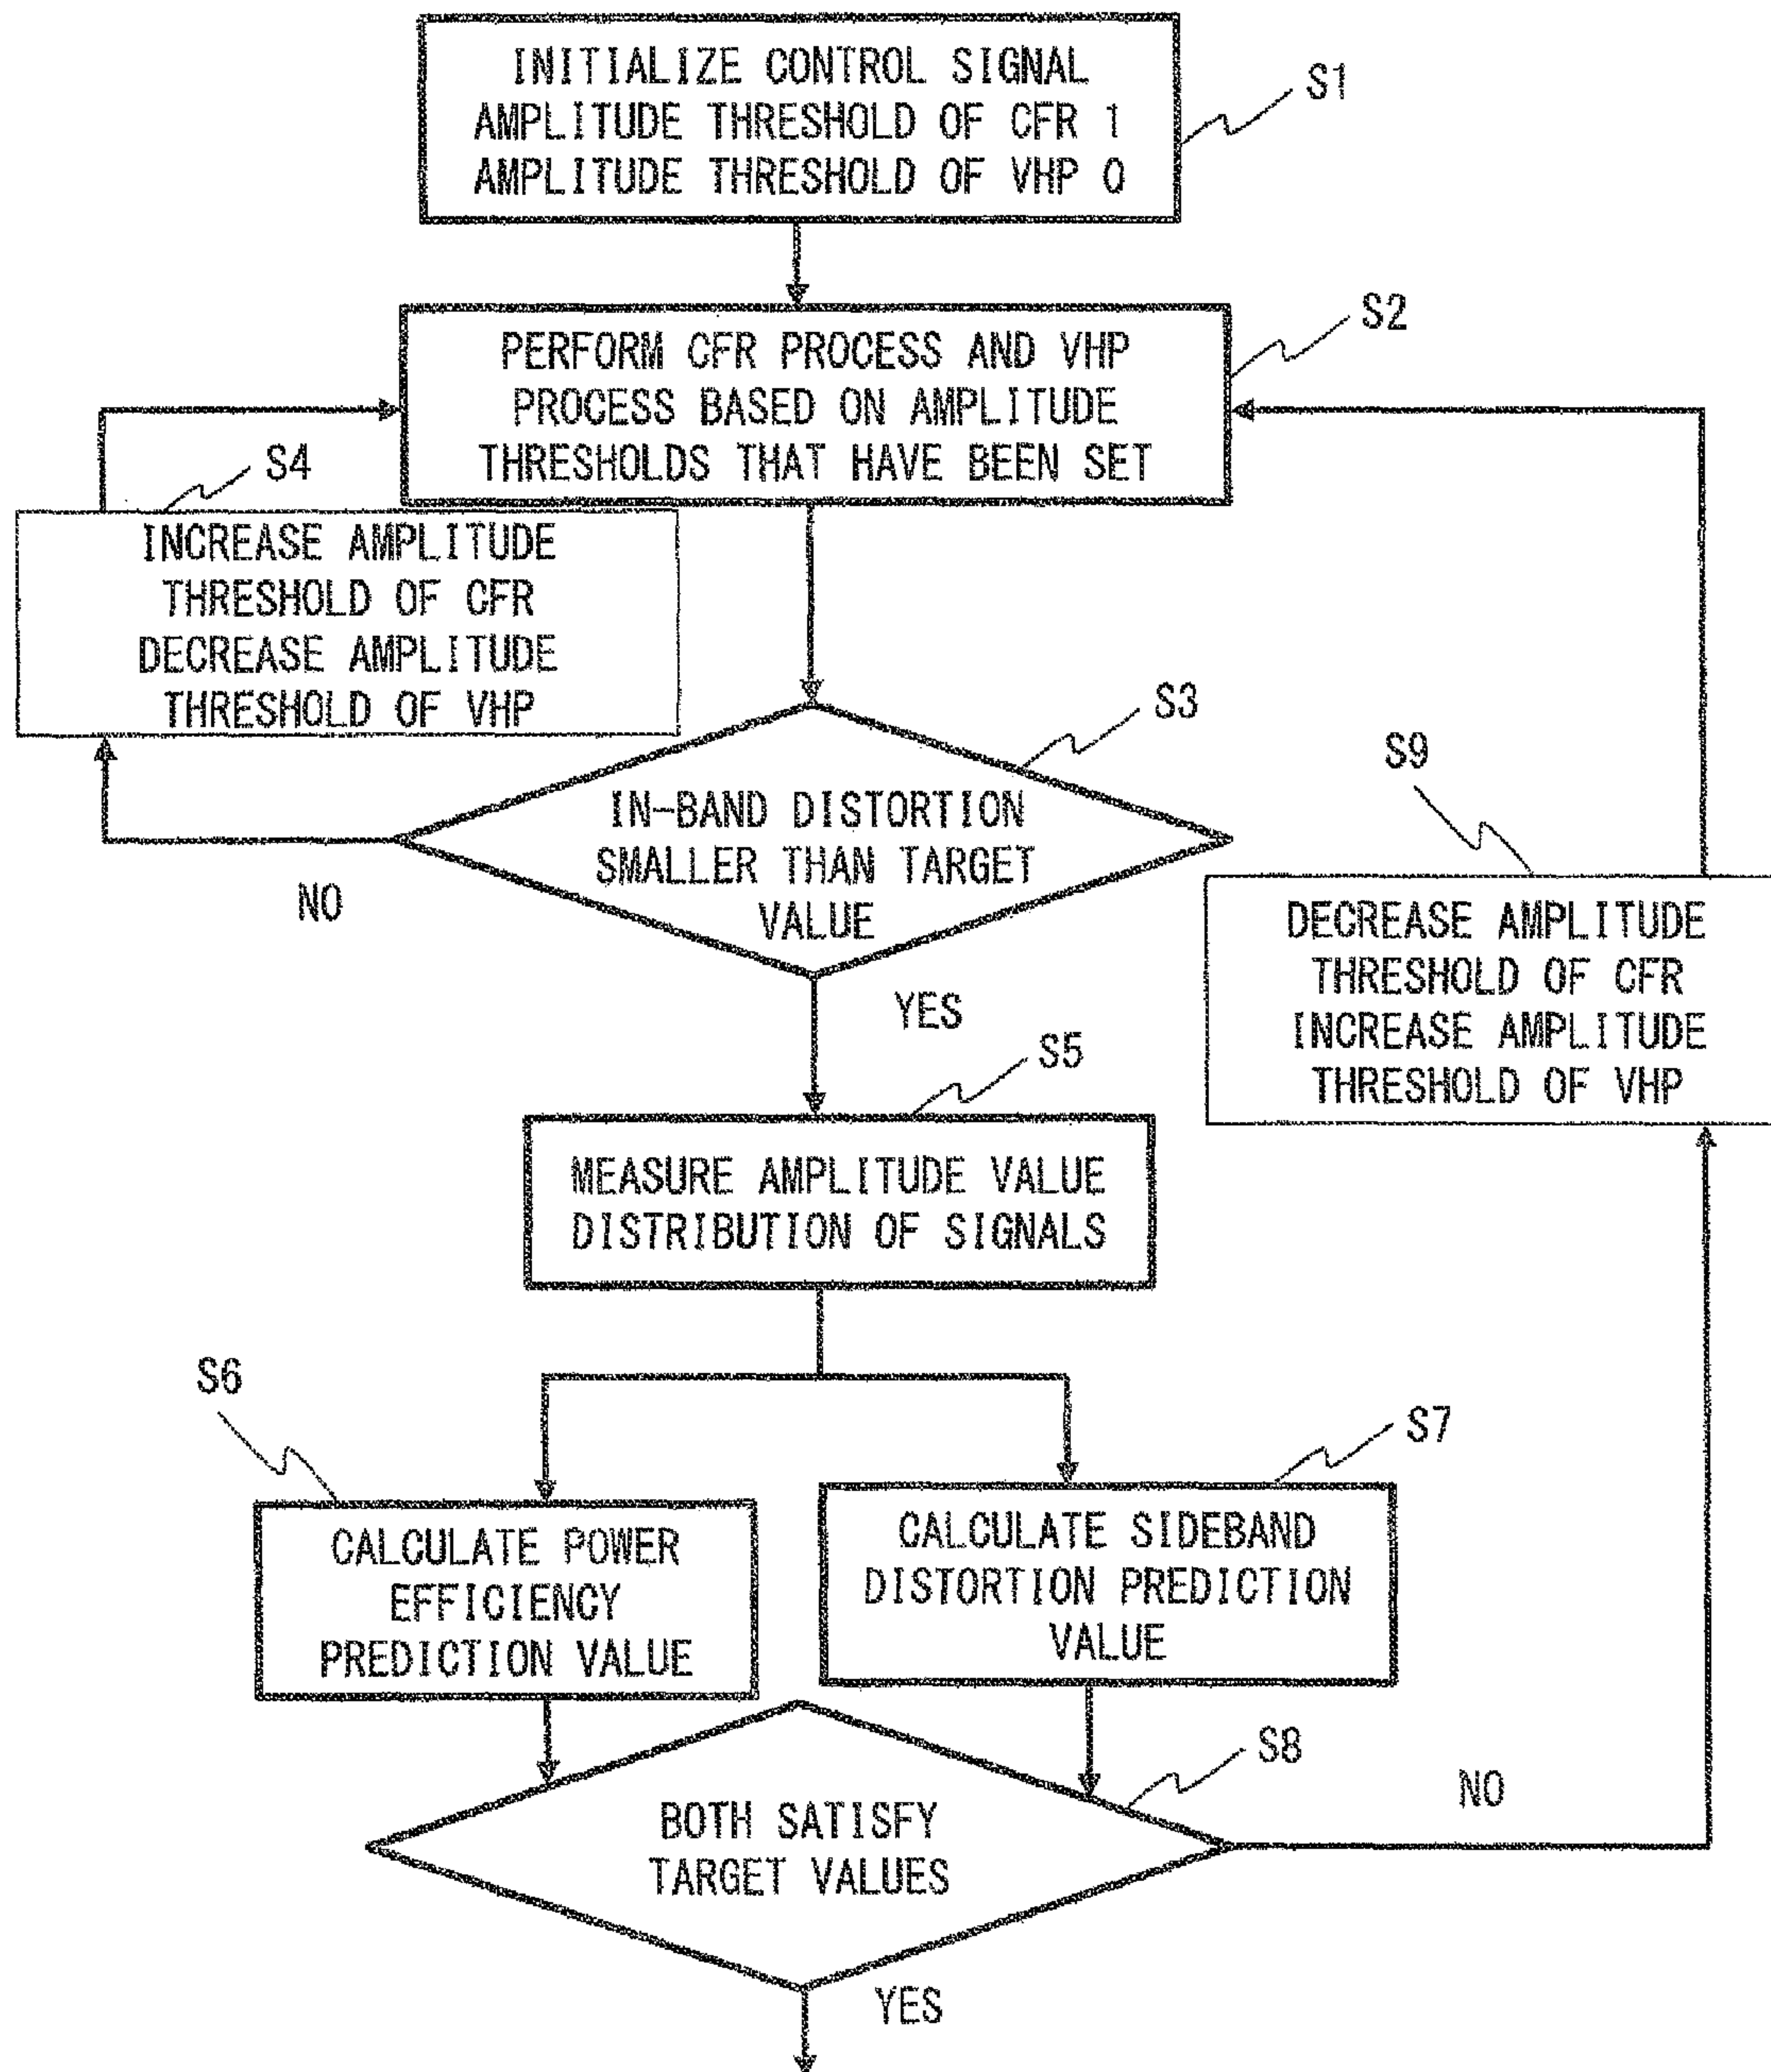 INITIALIZE CONTROL SIGNAL
AMPLITUDE THRESHOLD OF CFR 1
AMPLITUDE THRESHOLD OF VHP 0
S1
PERFORM CFR PROCESS AND VHP
PROCESS BASED ON AMPLITUDE
THRESHOLDS THAT HAVE BEEN SET
S2
S4
INCREASE AMPLITUDE
THRESHOLD OF CFR
DECREASE AMPLITUDE
THRESHOLD OF VHP
S3
IN-BAND DISTORTION
SMALLER THAN TARGET
VALUE
NO
YES
S9
DECREASE AMPLITUDE
THRESHOLD OF CFR
INCREASE AMPLITUDE
THRESHOLD OF VHP
S5
MEASURE AMPLITUDE VALUE
DISTRIBUTION OF SIGNALS
S6
CALCULATE POWER
EFFICIENCY
PREDICTION VALUE
S7
CALCULATE SIDEBAND
DISTORTION PREDICTION
VALUE
S8
BOTH SATISFY
TARGET VALUES
NO
YES